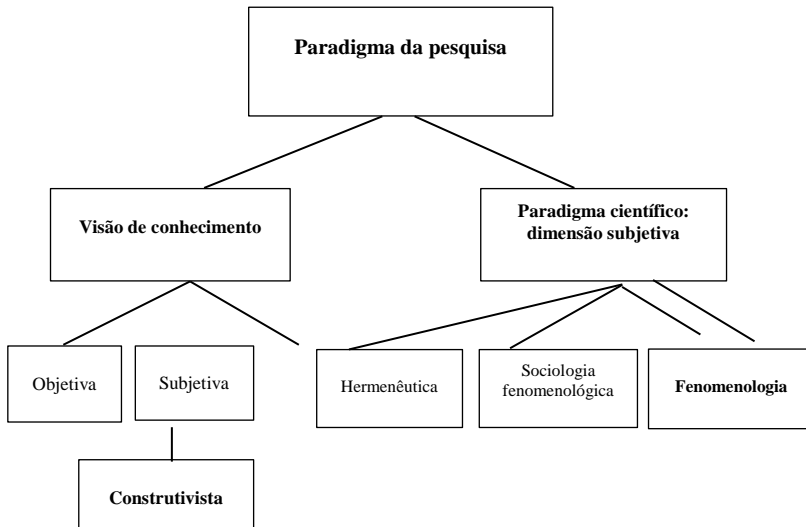 Paradigma da pesquisa
Visão de conhecimento
Paradigma científico:
dimensão subjetiva
Objetiva
Subjetiva
Hermenêutica
Sociologia
fenomenológica
Fenomenologia
Construtivista